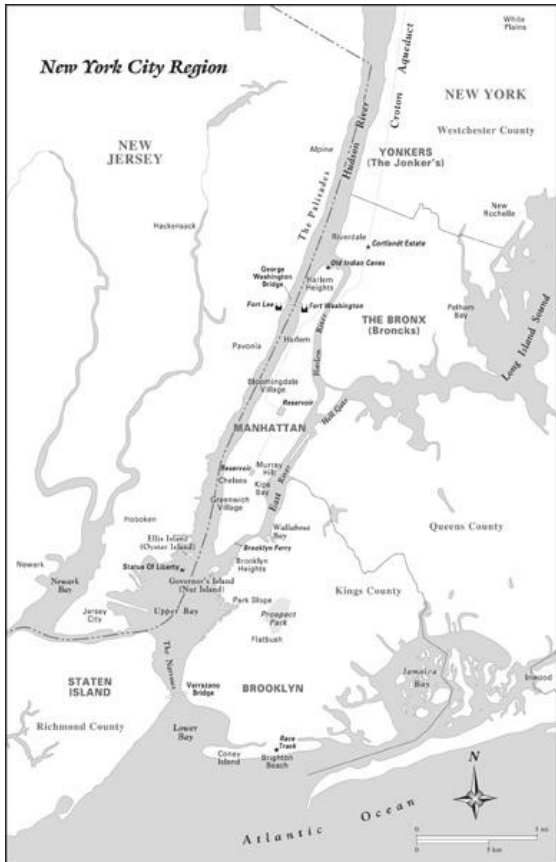 White
Plains
New York City Region
Croton Aqueduct
NEW YORK
Hudson River
NEW
JERSEY
Westchester County
Alpine
YONKERS
(The Jonker's)
The Palisades
New
Rochelle
Hackensack
Riverdale
Cortlandt Estate
Old Indian Caves
George
Washington
Bridge
Harlem
Heights
Fort Lee
Fort Washington
Pelham
Bay
THE BRONX
(Broncks)
Long Island Sound
Harlem River
Harlem
Pavonia
Bloomingdale
Village
Reservoir
Hell Gate
MANHATTAN
Reservoir
Murray
Hill
Chelsea
Kips
Bay
East River
Greenwich
Village
Hoboken
Wallabout
Bay
Queens County
Ellis Island
(Oyster Island)
Brooklyn Ferry
Newark
Statue Of Liberty
Brooklyn
Heights
Newark
Bay
Governor's Island
(Nut Island)
Kings County
Jersey
City
Upper Bay
Park Slope
Prospect
Park
Flatbush
The Narrows
STATEN
ISLAND
Verrazano
Bridge
BROOKLYN
Jamaica
Bay
Inwood
Richmond County
Lower
Bay
Race
Track
Coney
Island
Brighton
Beach
N
Atlantic Ocean
0 5 mi
0 5 km